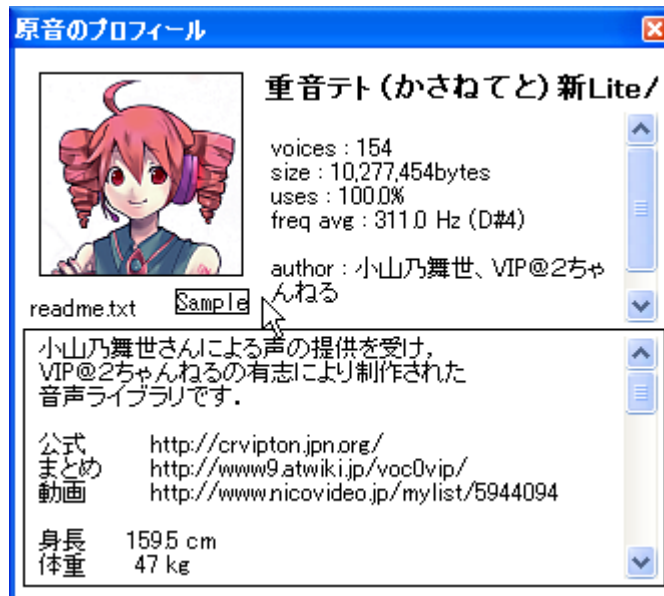 原音のプロフィール
重音テト(かさねてと)新Lite/
voices : 154
size : 10,277,454bytes
uses : 100.0%
freq avg : 311.0 Hz (D#4)
author : 小山乃舞世、VIP@2ちゃ
んねる
readme.txt
Sample
小山乃舞世さんによる声の提供を受け,
VIP@2ちゃんねるの有志により制作された
音声ライブラリです.
公式 http://crvipton.jpn.org/
まとめ http://www9.atwiki.jp/voc0vip/
動画 http://www.nicovideo.jp/mylist/5944094
身長 159.5 cm
体重 47 kg